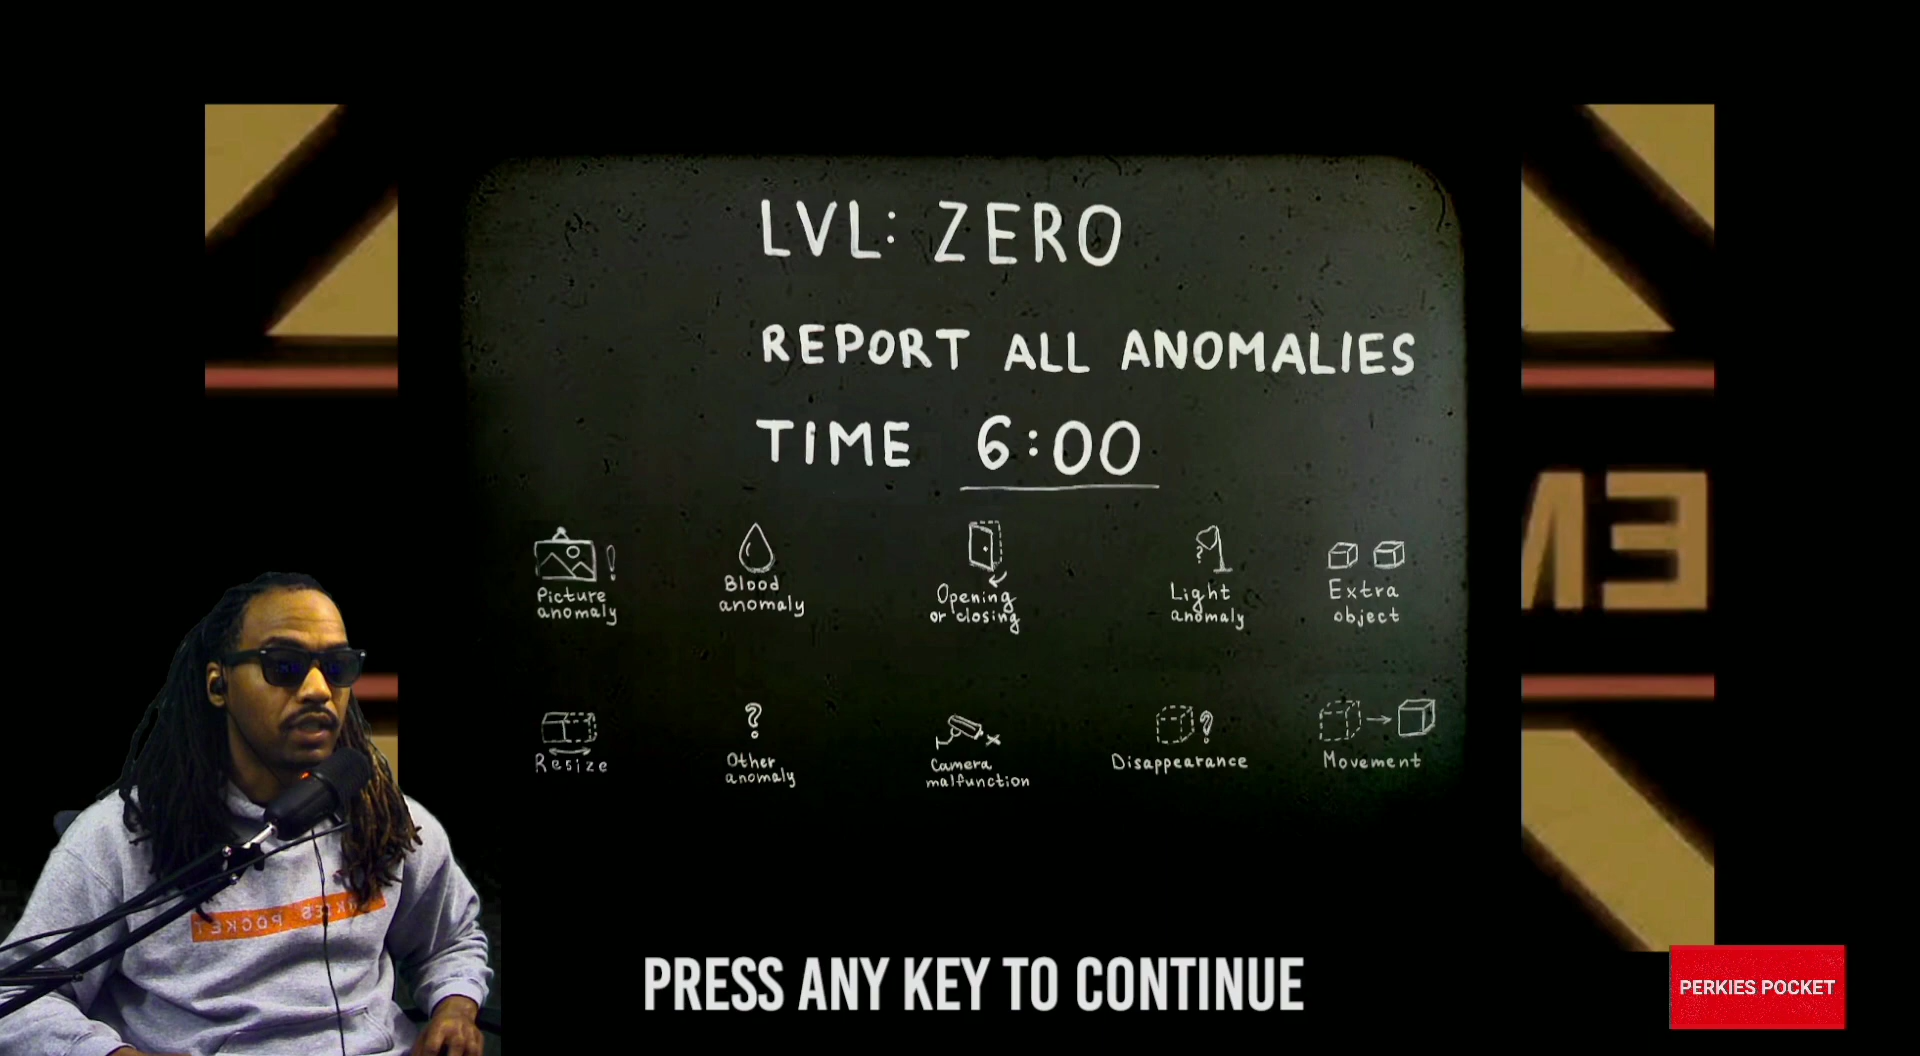 LVL: ZERO
REPORT ALL ANOMALIES
TIME 6:00
Picture
anomaly
Blood
anomaly
Opening
or closing
Light
anomaly
Extra
object
Resize
Other
anomaly
Camera
malfunction
Disappearance
Movement
PRESS ANY KEY TO CONTINUE
PERKIES POCKET